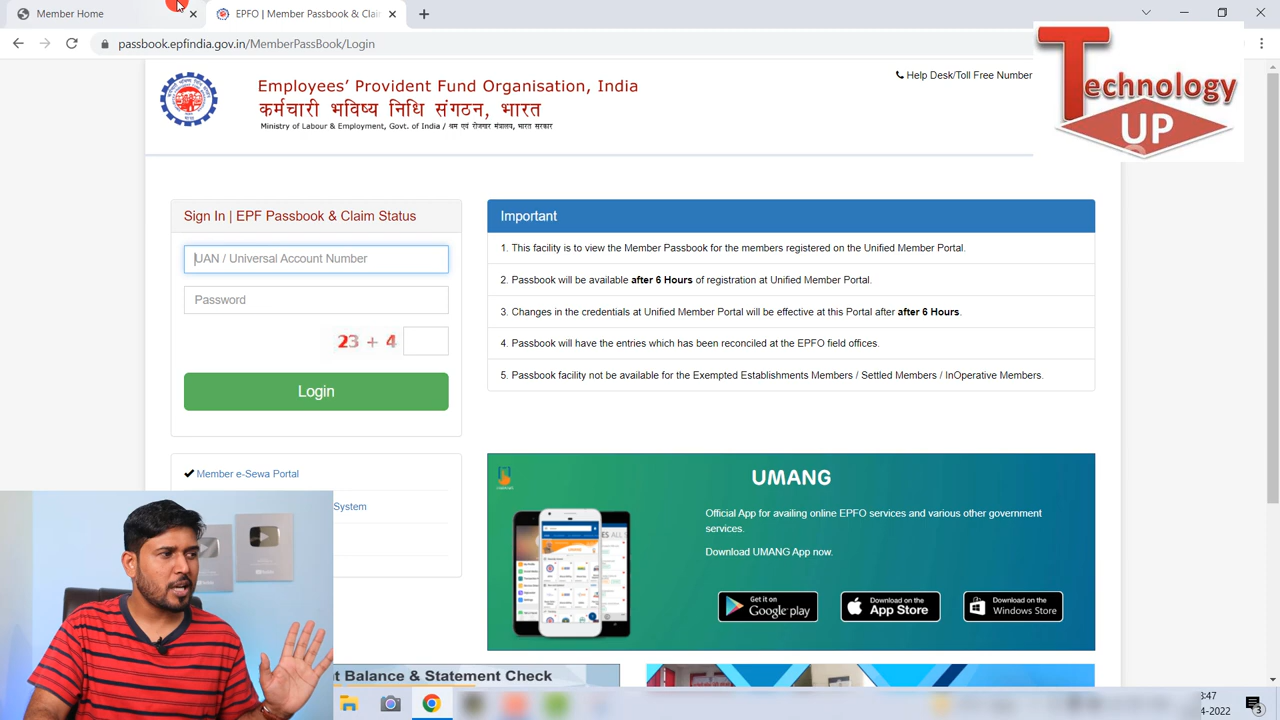 Member Home
EPFO | Member Passbook & Clai
passbook.epfindia.gov.in/MemberPassBook/Login
Employees' Provident Fund Organisation, India
कर्मचारी भविष्य निधि संगठन, भारत
Ministry of Labour & Employment, Govt. of India / श्रम एवं रोजगार मंत्रालय, भारत सरकार
Help Desk/Toll Free Number
Technology
UP
Sign In | EPF Passbook & Claim Status
UAN / Universal Account Number
Password
23 + 4
Login
Important
1. This facility is to view the Member Passbook for the members registered on the Unified Member Portal.
2. Passbook will be available after 6 Hours of registration at Unified Member Portal.
3. Changes in the credentials at Unified Member Portal will be effective at this Portal after after 6 Hours.
4. Passbook will have the entries which has been reconciled at the EPFO field offices.
5. Passbook facility not be available for the Exempted Establishments Members / Settled Members / InOperative Members.
Member e-Sewa Portal
System
UMANG
Official App for availing online EPFO services and various other government
services.
Download UMANG App now.
Get it on
Google play
Download on the
App Store
Download on the
Windows Store
t Balance & Statement Check
:47
-2022
3